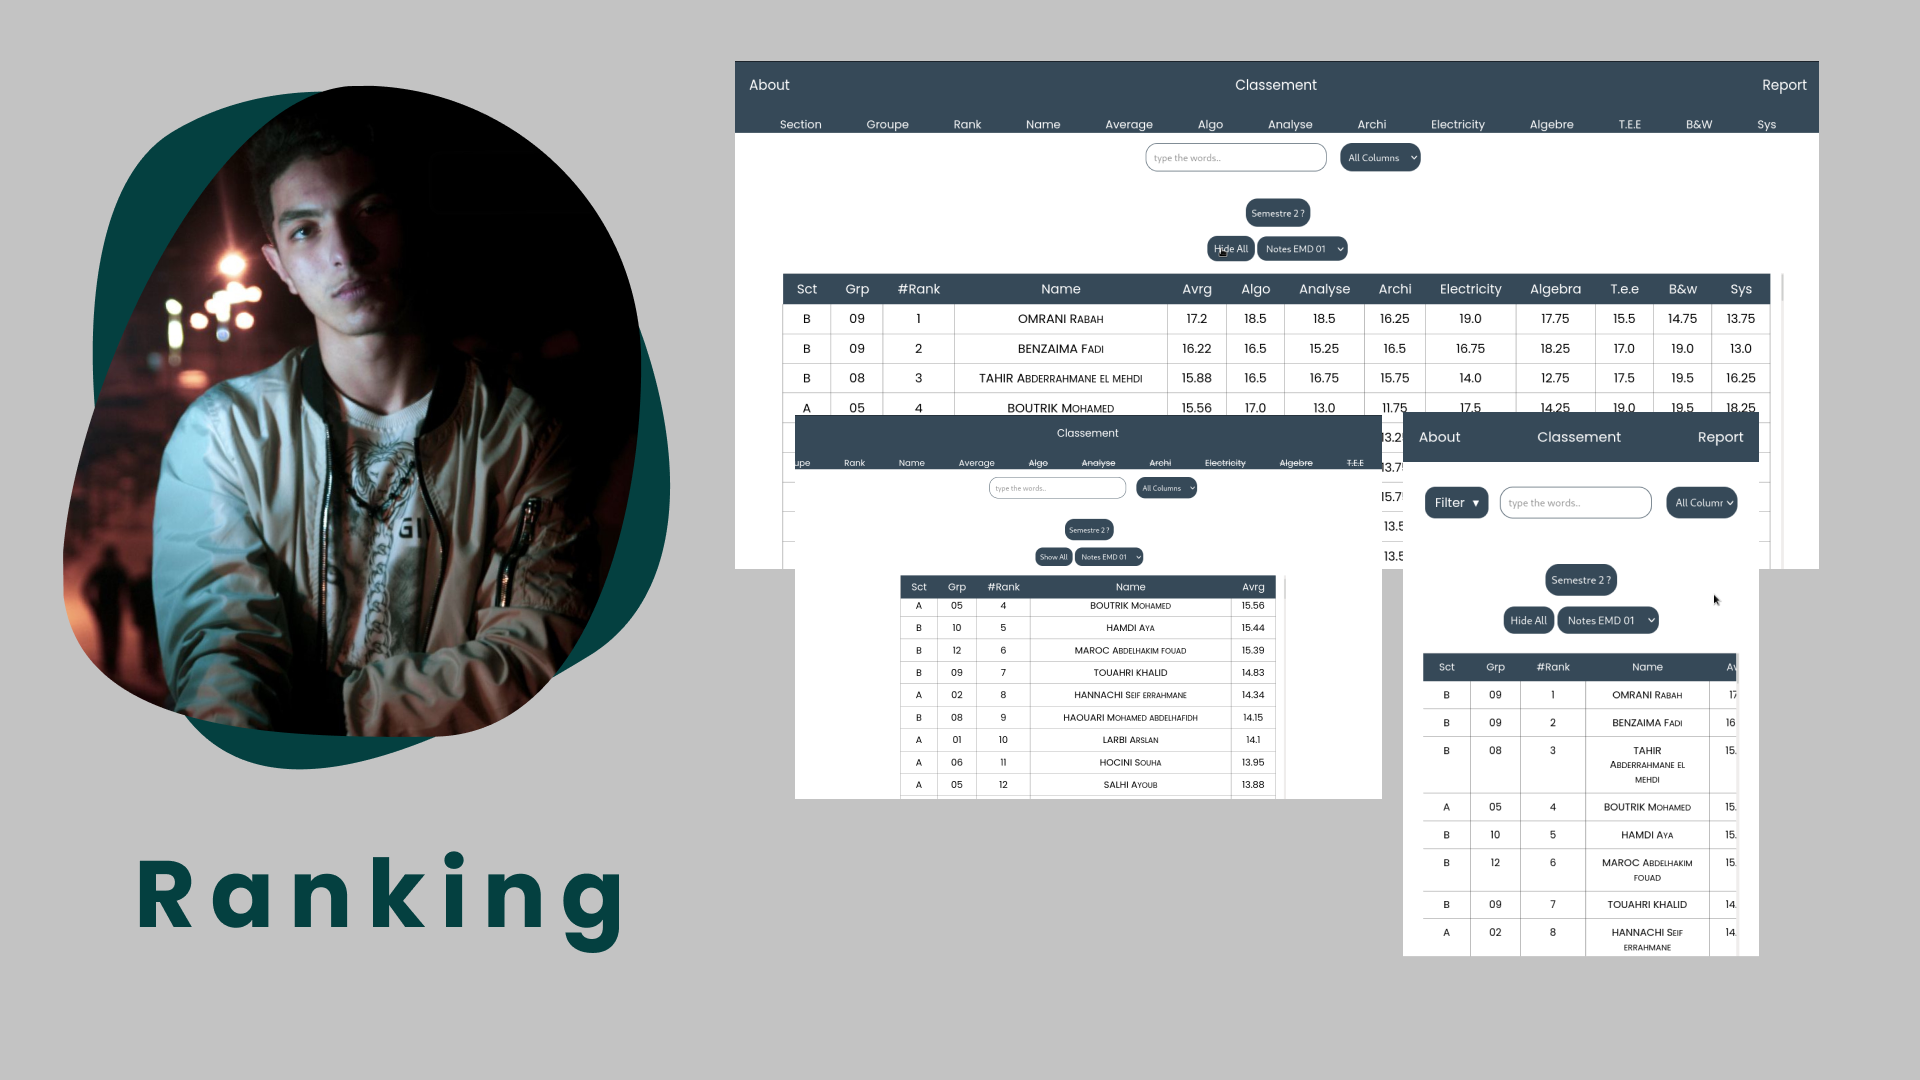 About Classement Report
Section Groupe Rank Name Average Algo Analyse Archi Electricity Algebre T.E.E B&W Sys
type the words.. All Columns
Semestre 2 ?
Hide All Notes EMD 01
Sct Grp #Rank Name Avrg Algo Analyse Archi Electricity Algebra T.e.e B&w Sys
B 09 1 OMRANI RABAH 17.2 18.5 18.5 16.25 19.0 17.75 15.5 14.75 13.75
B 09 2 BENZAIMA FADI 16.22 16.5 15.25 16.5 16.75 18.25 17.0 19.0 13.0
B 08 3 TAHIR ABDERRAHMANE EL MEHDI 15.88 16.5 16.75 15.75 14.0 12.75 17.5 19.5 16.25
A 05 4 BOUTRIK MOHAMED 15.56 17.0 13.0 11.75 17.5 14.25 19.0 19.5 18.25
13.2
13.7
15.7
13.5
13.5
Classement
upe Rank Name Average Algo Analyse Archi Electricity Algebre T.E.E
type the words.. All Columns
Semestre 2 ?
Show All Notes EMD 01
Sct Grp #Rank Name Avrg
A 05 4 BOUTRIK MOHAMED 15.56
B 10 5 HAMDI AYA 15.44
B 12 6 MAROC ABDELHAKIM FOUAD 15.39
B 09 7 TOUAHRI KHALID 14.83
A 02 8 HANNACHI SEIF ERRAHMANE 14.34
B 08 9 HAOUARI MOHAMED ABDELHAFIDH 14.15
A 01 10 LARBI ARSLAN 14.1
A 06 11 HOCINI SOUHA 13.95
A 05 12 SALHI AYOUB 13.88
About Classement Report
Filter ▾ type the words.. All Column
Semestre 2 ?
Hide All Notes EMD 01
Sct Grp #Rank Name Av
B 09 1 OMRANI RABAH 17
B 09 2 BENZAIMA FADI 16
B 08 3 TAHIR 15.
ABDERRAHMANE EL
MEHDI
A 05 4 BOUTRIK MOHAMED 15.
B 10 5 HAMDI AYA 15.
B 12 6 MAROC ABDELHAKIM 15.
FOUAD
B 09 7 TOUAHRI KHALID 14.
A 02 8 HANNACHI SEIF 14.
ERRAHMANE
Ranking